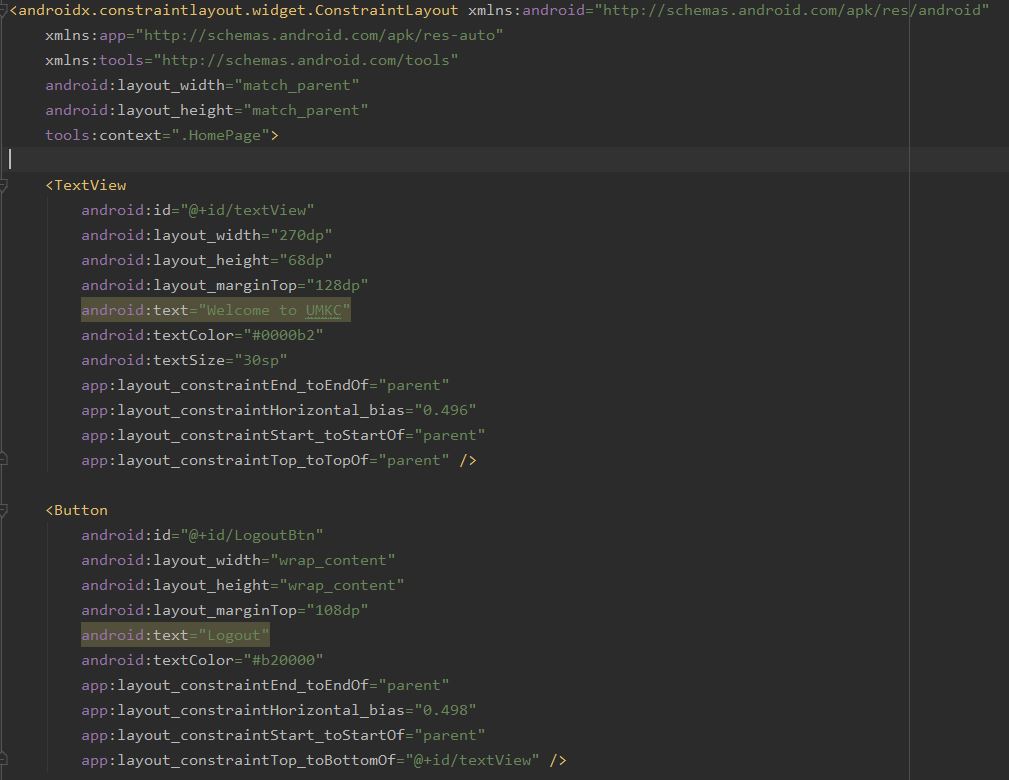 <androidx.constraintlayout.widget.ConstraintLayout xmlns:android="http://schemas.android.com/apk/res/android"
    xmlns:app="http://schemas.android.com/apk/res-auto"
    xmlns:tools="http://schemas.android.com/tools"
    android:layout_width="match_parent"
    android:layout_height="match_parent"
    tools:context=".HomePage">

    <TextView
        android:id="@+id/textView"
        android:layout_width="270dp"
        android:layout_height="68dp"
        android:layout_marginTop="128dp"
        android:text="Welcome to UMKC"
        android:textColor="#0000b2"
        android:textSize="30sp"
        app:layout_constraintEnd_toEndOf="parent"
        app:layout_constraintHorizontal_bias="0.496"
        app:layout_constraintStart_toStartOf="parent"
        app:layout_constraintTop_toTopOf="parent" />

    <Button
        android:id="@+id/LogoutBtn"
        android:layout_width="wrap_content"
        android:layout_height="wrap_content"
        android:layout_marginTop="108dp"
        android:text="Logout"
        android:textColor="#b20000"
        app:layout_constraintEnd_toEndOf="parent"
        app:layout_constraintHorizontal_bias="0.498"
        app:layout_constraintStart_toStartOf="parent"
        app:layout_constraintTop_toBottomOf="@+id/textView" />